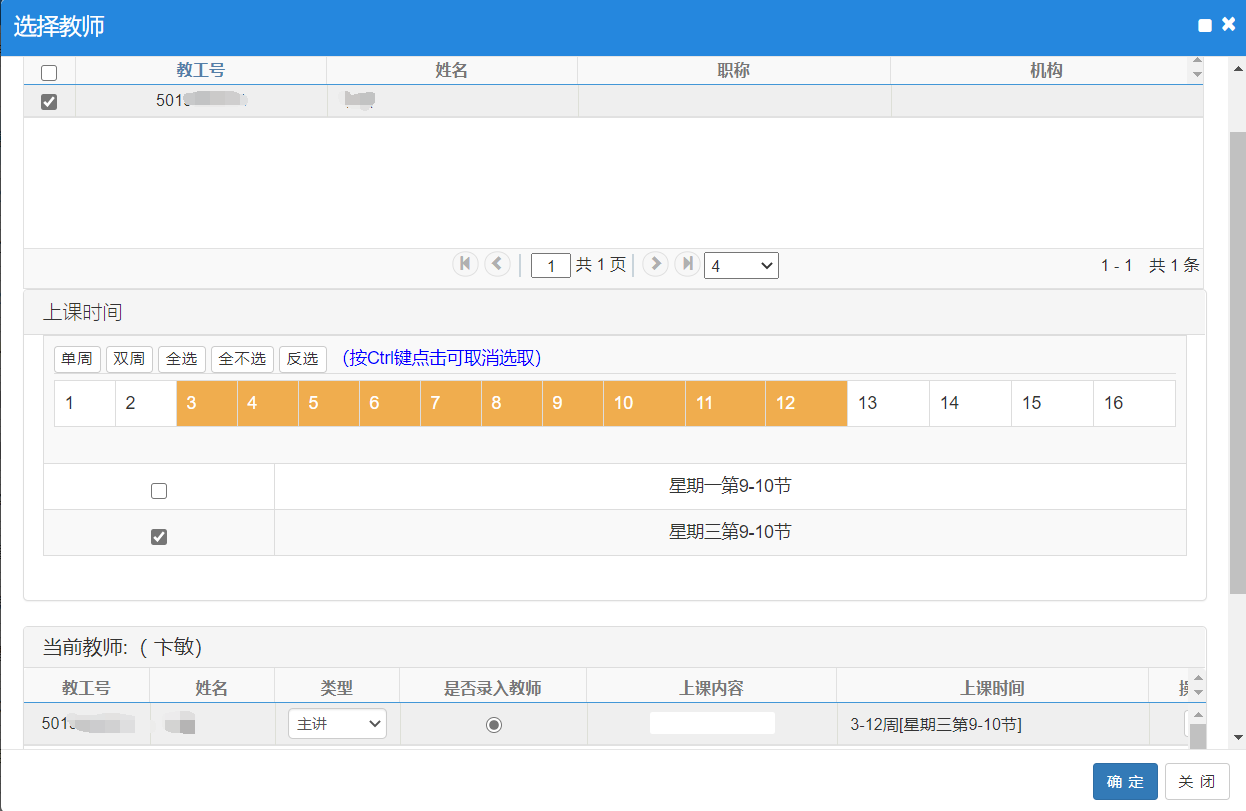 选择教师
教工号 姓名 职称 机构
501
1 共 1 页 4 1 - 1 共 1 条
上课时间
单周 双周 全选 全不选 反选 (按Ctrl键点击可取消选取)
1 2 3 4 5 6 7 8 9 10 11 12 13 14 15 16
星期一第9-10节
星期三第9-10节
当前教师: ( 卞敏)
教工号 姓名 类型 是否录入教师 上课内容 上课时间
501 主讲 3-12周[星期三第9-10节]
确 定 关 闭